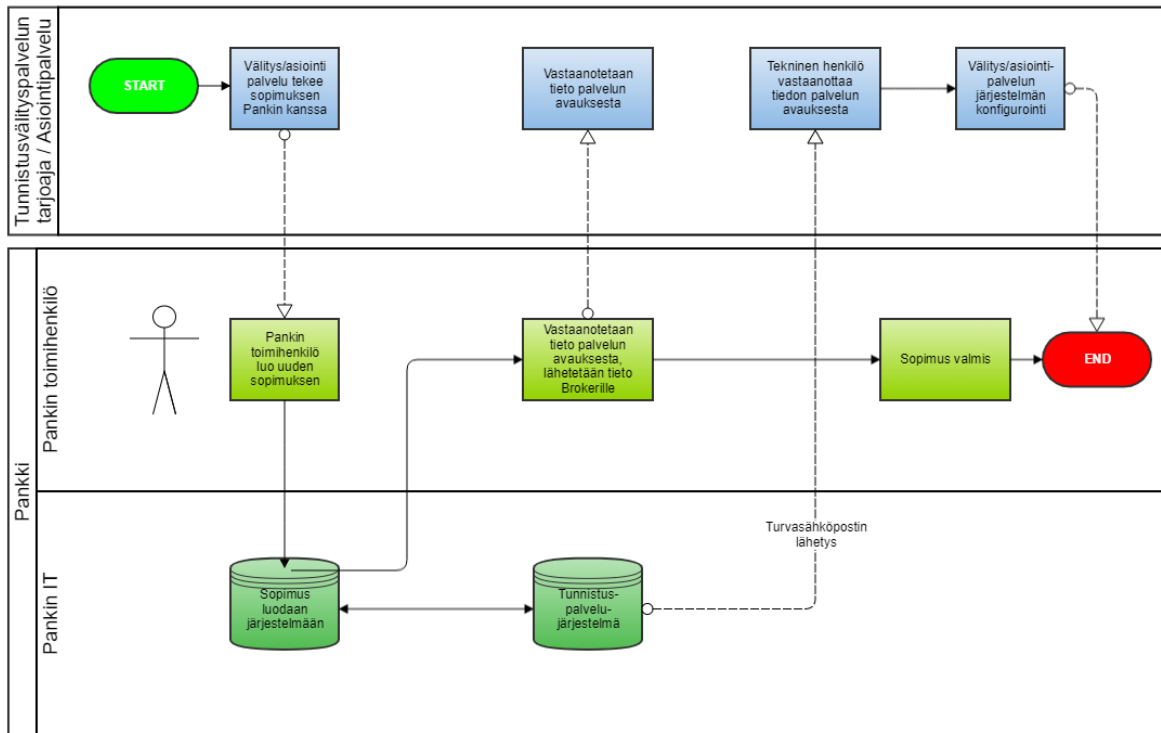 Tunnistusvälityspalvelun
tarjoaja / Asiointipalvelu
START
Välitys/asiointi
palvelu tekee
sopimuksen
Pankin kanssa
Vastaanotetaan
tieto palvelun
avauksesta
Tekninen henkilö
vastaanottaa
tiedon palvelun
avauksesta
Välitys/asiointi-
palvelun
järjestelmän
konfigurointi
Pankki
Pankin toimihenkilö
Pankin
toimihenkilö
luo uuden
sopimuksen
Vastaanotetaan
tieto palvelun
avauksesta,
lähetetään tieto
Brokerille
Sopimus valmis
END
Pankin IT
Sopimus
luodaan
järjestelmään
Tunnistus-
palvelu-
järjestelmä
Turvasähköpostin
lähetys